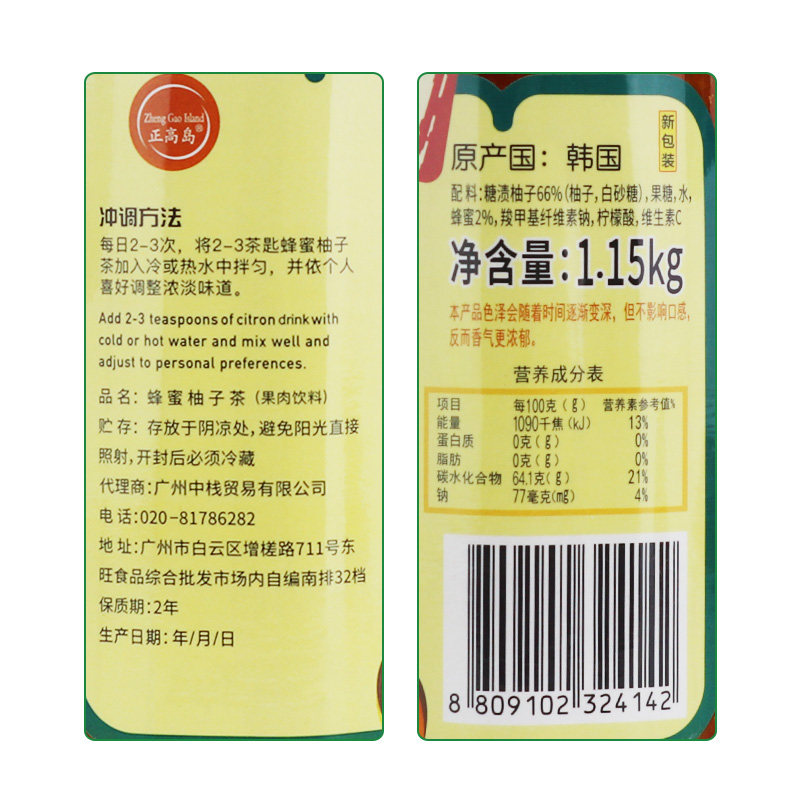 Zheng Gao Island
正高岛®
冲调方法
每日2-3次，将2-3茶匙蜂蜜柚子
茶加入冷或热水中拌匀，并依个人
喜好调整浓淡味道。
Add 2-3 teaspoons of citron drink with
cold or hot water and mix well and
adjust to personal preferences.
品名：蜂蜜柚子茶（果肉饮料）
贮存：存放于阴凉处,避免阳光直接
照射,开封后必须冷藏
代理商:广州中栈贸易有限公司
电话:020-81786282
地址:广州市白云区增槎路711号东
旺食品综合批发市场内自编南排32档
保质期:2年
生产日期：年/月/日
新包装
原产国：韩国
配料:糖渍柚子66%(柚子,白砂糖),果糖,水,
蜂蜜2%,羧甲基纤维素钠,柠檬酸,维生素C
净含量:1.15kg
本产品色泽会随着时间逐渐变深，但不影响口感，
反而香气更浓郁。
营养成分表
项目 每100克（g） 营养素参考值%
能量 1090千焦(kJ) 13%
蛋白质 0克(g) 0%
脂肪 0克(g) 0%
碳水化合物 64.1克(g) 21%
钠 77毫克(mg) 4%
8 809102 324142